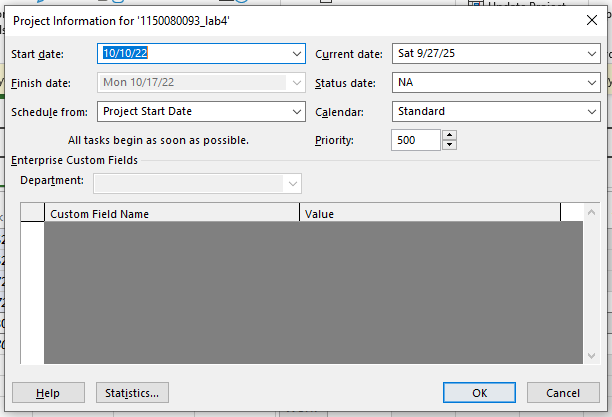 Update Project
Project Information for '1150080093_lab4'
Start date: 10/10/22 Current date: Sat 9/27/25
Finish date: Mon 10/17/22 Status date: NA
Schedule from: Project Start Date Calendar: Standard
All tasks begin as soon as possible. Priority: 500
Enterprise Custom Fields
Department:
Custom Field Name Value
Help Statistics... OK Cancel